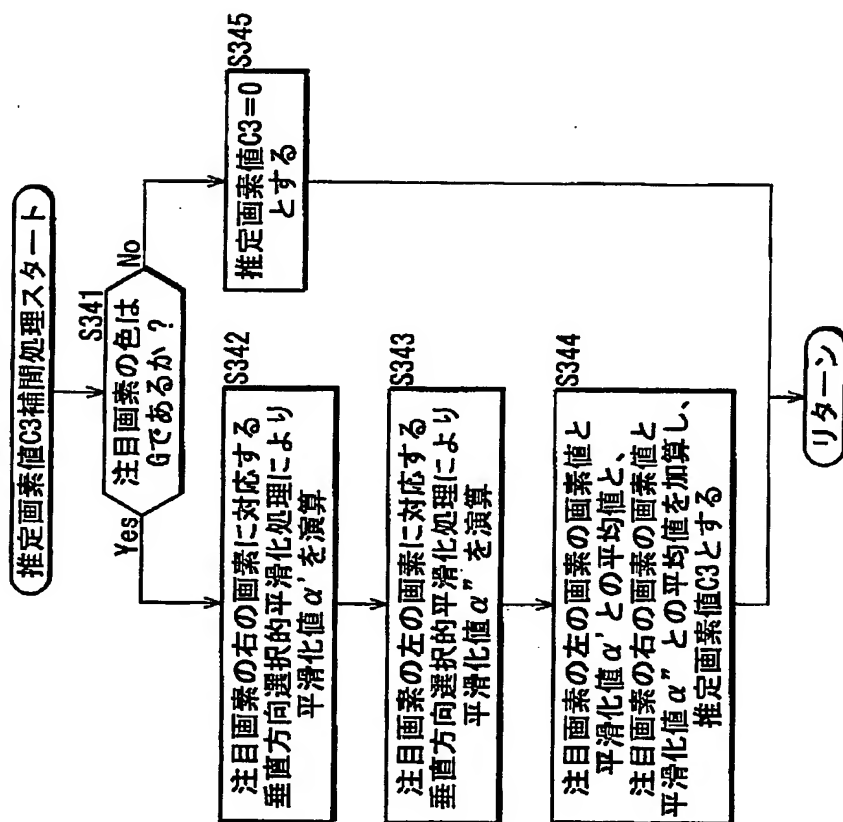 推定画素値C3補間処理スタート
S341
注目画素の色は
Gであるか？
Yes
No
S342
注目画素の右の画素に対応する
垂直方向選択的平滑化処理により
平滑化値α'を演算
S343
注目画素の左の画素に対応する
垂直方向選択的平滑化処理により
平滑化値α"を演算
S344
注目画素の左の画素の画素値と
平滑化値α'との平均値と、
注目画素の右の画素の画素値と
平滑化値α"との平均値を加算し、
推定画素値C3とする
S345
推定画素値C3=0
とする
リターン